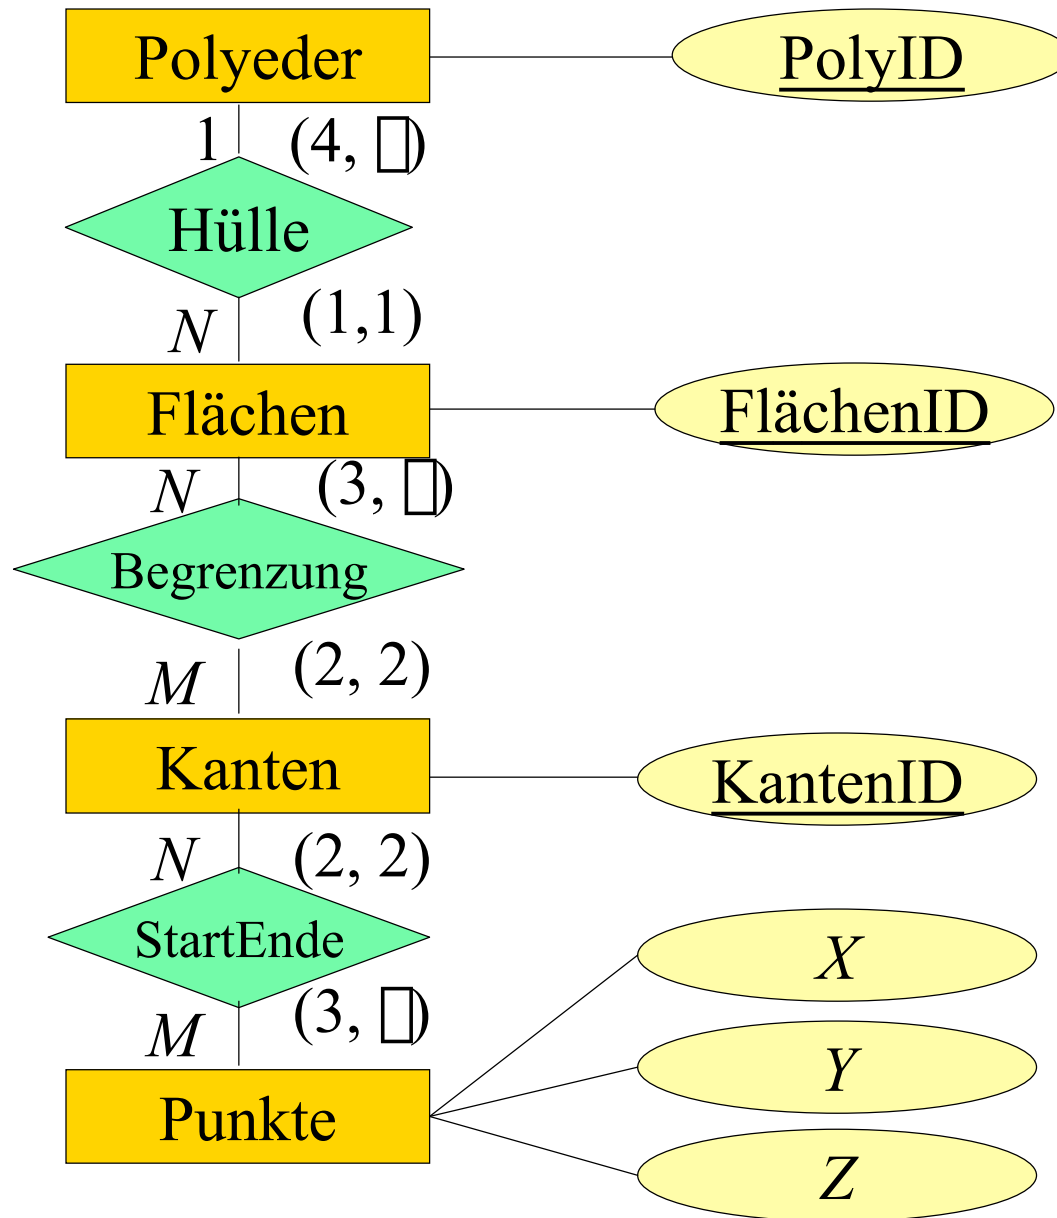 Polyeder
PolyID
1 (4, □)
Hülle
N (1,1)
Flächen
FlächenID
N (3, □)
Begrenzung
M (2, 2)
Kanten
KantenID
N (2, 2)
StartEnde
X
M (3, □)
Y
Punkte
Z